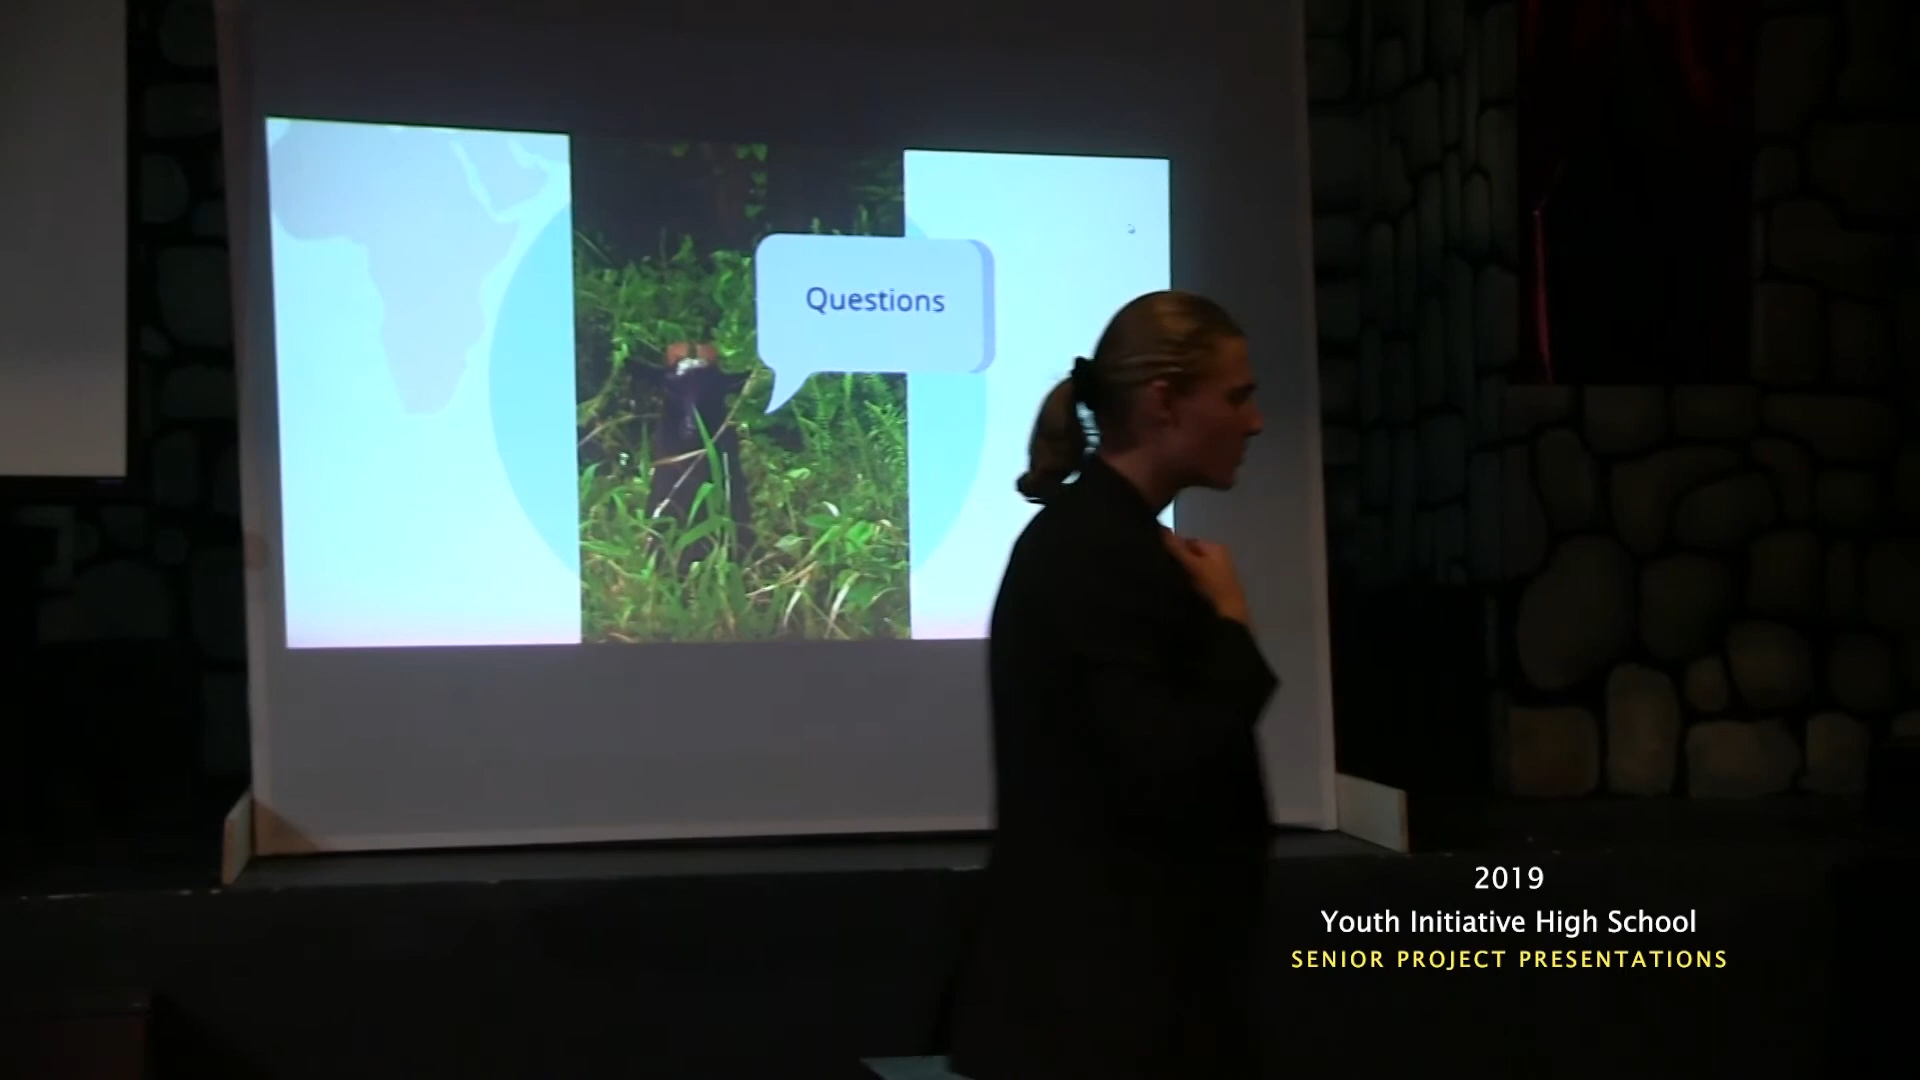 Questions
2019
Youth Initiative High School
SENIOR PROJECT PRESENTATIONS